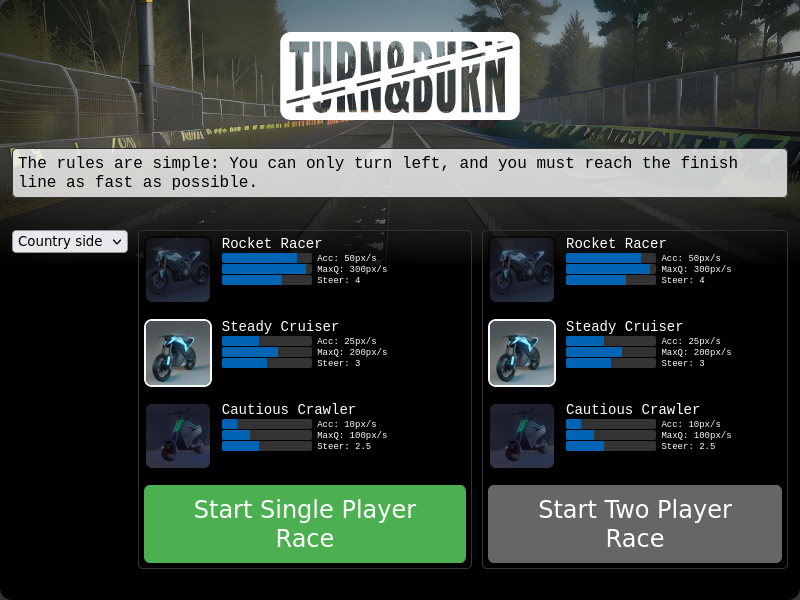 TURN&BURN
The rules are simple: You can only turn left, and you must reach the finish
line as fast as possible.
Country side
Rocket Racer
Acc: 50px/s
MaxQ: 300px/s
Steer: 4
Steady Cruiser
Acc: 25px/s
MaxQ: 200px/s
Steer: 3
Cautious Crawler
Acc: 10px/s
MaxQ: 100px/s
Steer: 2.5
Start Single Player
Race
Rocket Racer
Acc: 50px/s
MaxQ: 300px/s
Steer: 4
Steady Cruiser
Acc: 25px/s
MaxQ: 200px/s
Steer: 3
Cautious Crawler
Acc: 10px/s
MaxQ: 100px/s
Steer: 2.5
Start Two Player
Race